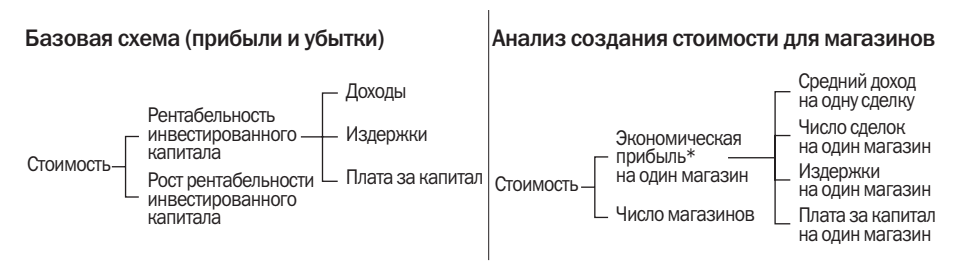 Базовая схема (прибыли и убытки)
Стоимость
Рентабельность
инвестированного
капитала
Рост рентабельности
инвестированного
капитала
Доходы
Издержки
Плата за капитал
Анализ создания стоимости для магазинов
Стоимость
Экономическая
прибыль*
на один магазин
Число магазинов
Средний доход
на одну сделку
Число сделок
на один магазин
Издержки
на один магазин
Плата за капитал
на один магазин